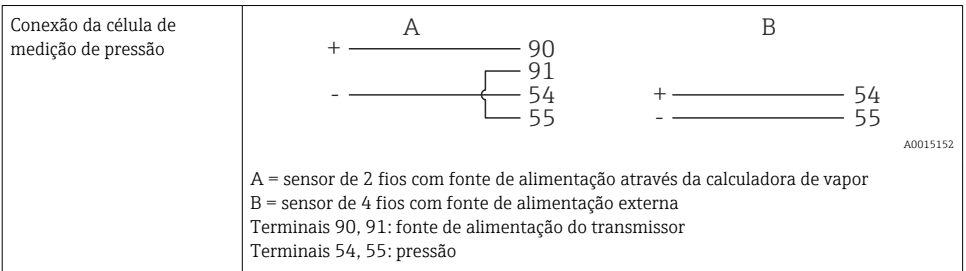 Conexão da célula de
medição de pressão
A
B
+ 90
91
- 54
55
+ 54
- 55
A0015152
A = sensor de 2 fios com fonte de alimentação através da calculadora de vapor
B = sensor de 4 fios com fonte de alimentação externa
Terminais 90, 91: fonte de alimentação do transmissor
Terminais 54, 55: pressão